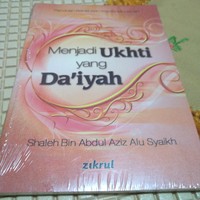 Menjadi Ukhti
yang
Da'iyah
Shaleh Bin Abdul Aziz Alu Syaikh
zikrul